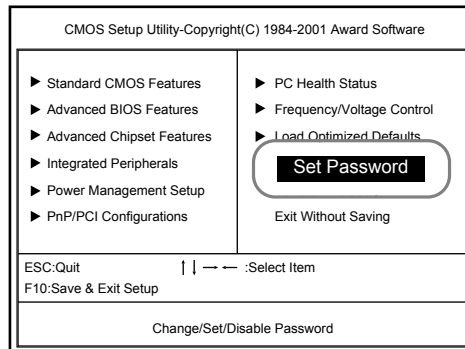 CMOS Setup Utility-Copyright(C) 1984-2001 Award Software
Standard CMOS Features
Advanced BIOS Features
Advanced Chipset Features
Integrated Peripherals
Power Management Setup
PnP/PCI Configurations
PC Health Status
Frequency/Voltage Control
Load Optimized Defaults
Set Password
Exit Without Saving
ESC:Quit ↑↓→← :Select Item
F10:Save & Exit Setup
Change/Set/Disable Password